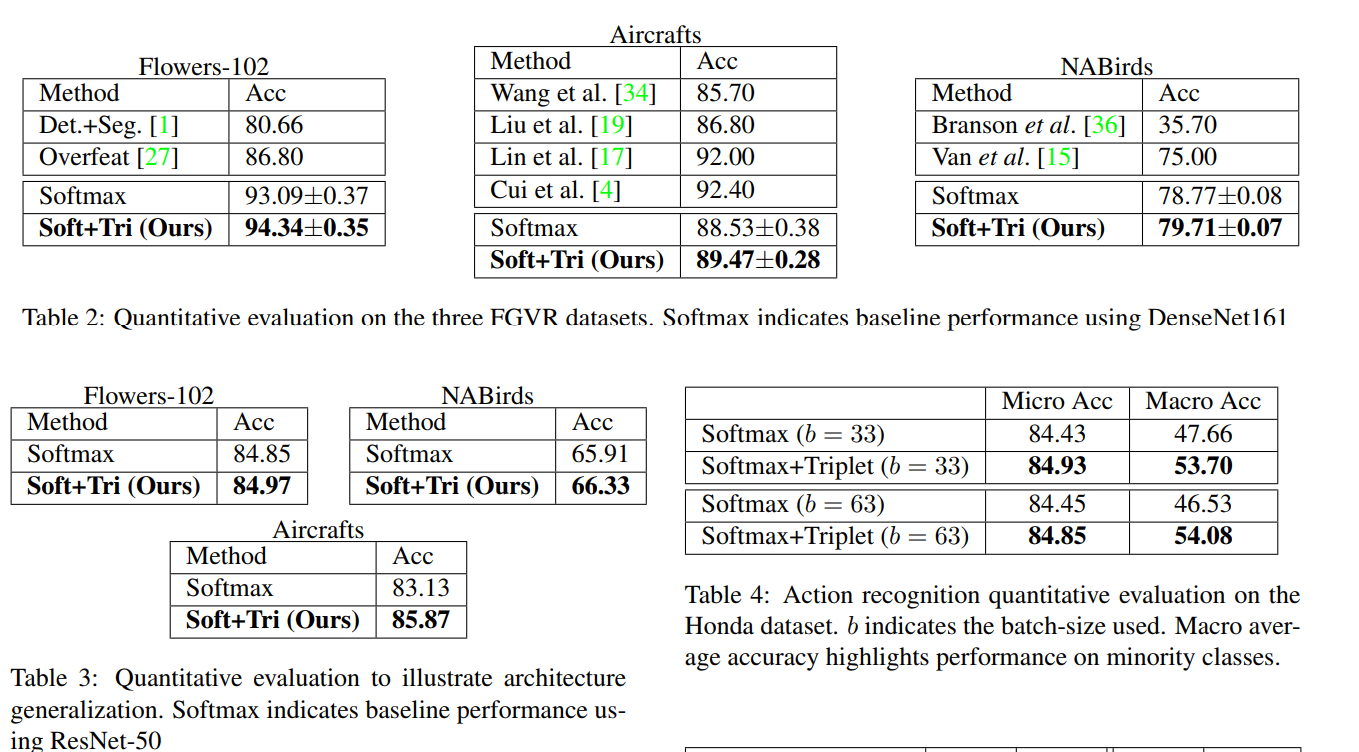 Flowers-102
Method Acc
Det.+Seg. [1] 80.66
Overfeat [27] 86.80
Softmax 93.09±0.37
Soft+Tri (Ours) 94.34±0.35
Aircrafts
Method Acc
Wang et al. [34] 85.70
Liu et al. [19] 86.80
Lin et al. [17] 92.00
Cui et al. [4] 92.40
Softmax 88.53±0.38
Soft+Tri (Ours) 89.47±0.28
NABirds
Method Acc
Branson et al. [36] 35.70
Van et al. [15] 75.00
Softmax 78.77±0.08
Soft+Tri (Ours) 79.71±0.07
Table 2: Quantitative evaluation on the three FGVR datasets. Softmax indicates baseline performance using DenseNet161
Flowers-102
Method Acc
Softmax 84.85
Soft+Tri (Ours) 84.97
NABirds
Method Acc
Softmax 65.91
Soft+Tri (Ours) 66.33
Aircrafts
Method Acc
Softmax 83.13
Soft+Tri (Ours) 85.87
Table 3: Quantitative evaluation to illustrate architecture
generalization. Softmax indicates baseline performance us-
ing ResNet-50
Micro Acc Macro Acc
Softmax (b = 33) 84.43 47.66
Softmax+Triplet (b = 33) 84.93 53.70
Softmax (b = 63) 84.45 46.53
Softmax+Triplet (b = 63) 84.85 54.08
Table 4: Action recognition quantitative evaluation on the
Honda dataset. b indicates the batch-size used. Macro aver-
age accuracy highlights performance on minority classes.